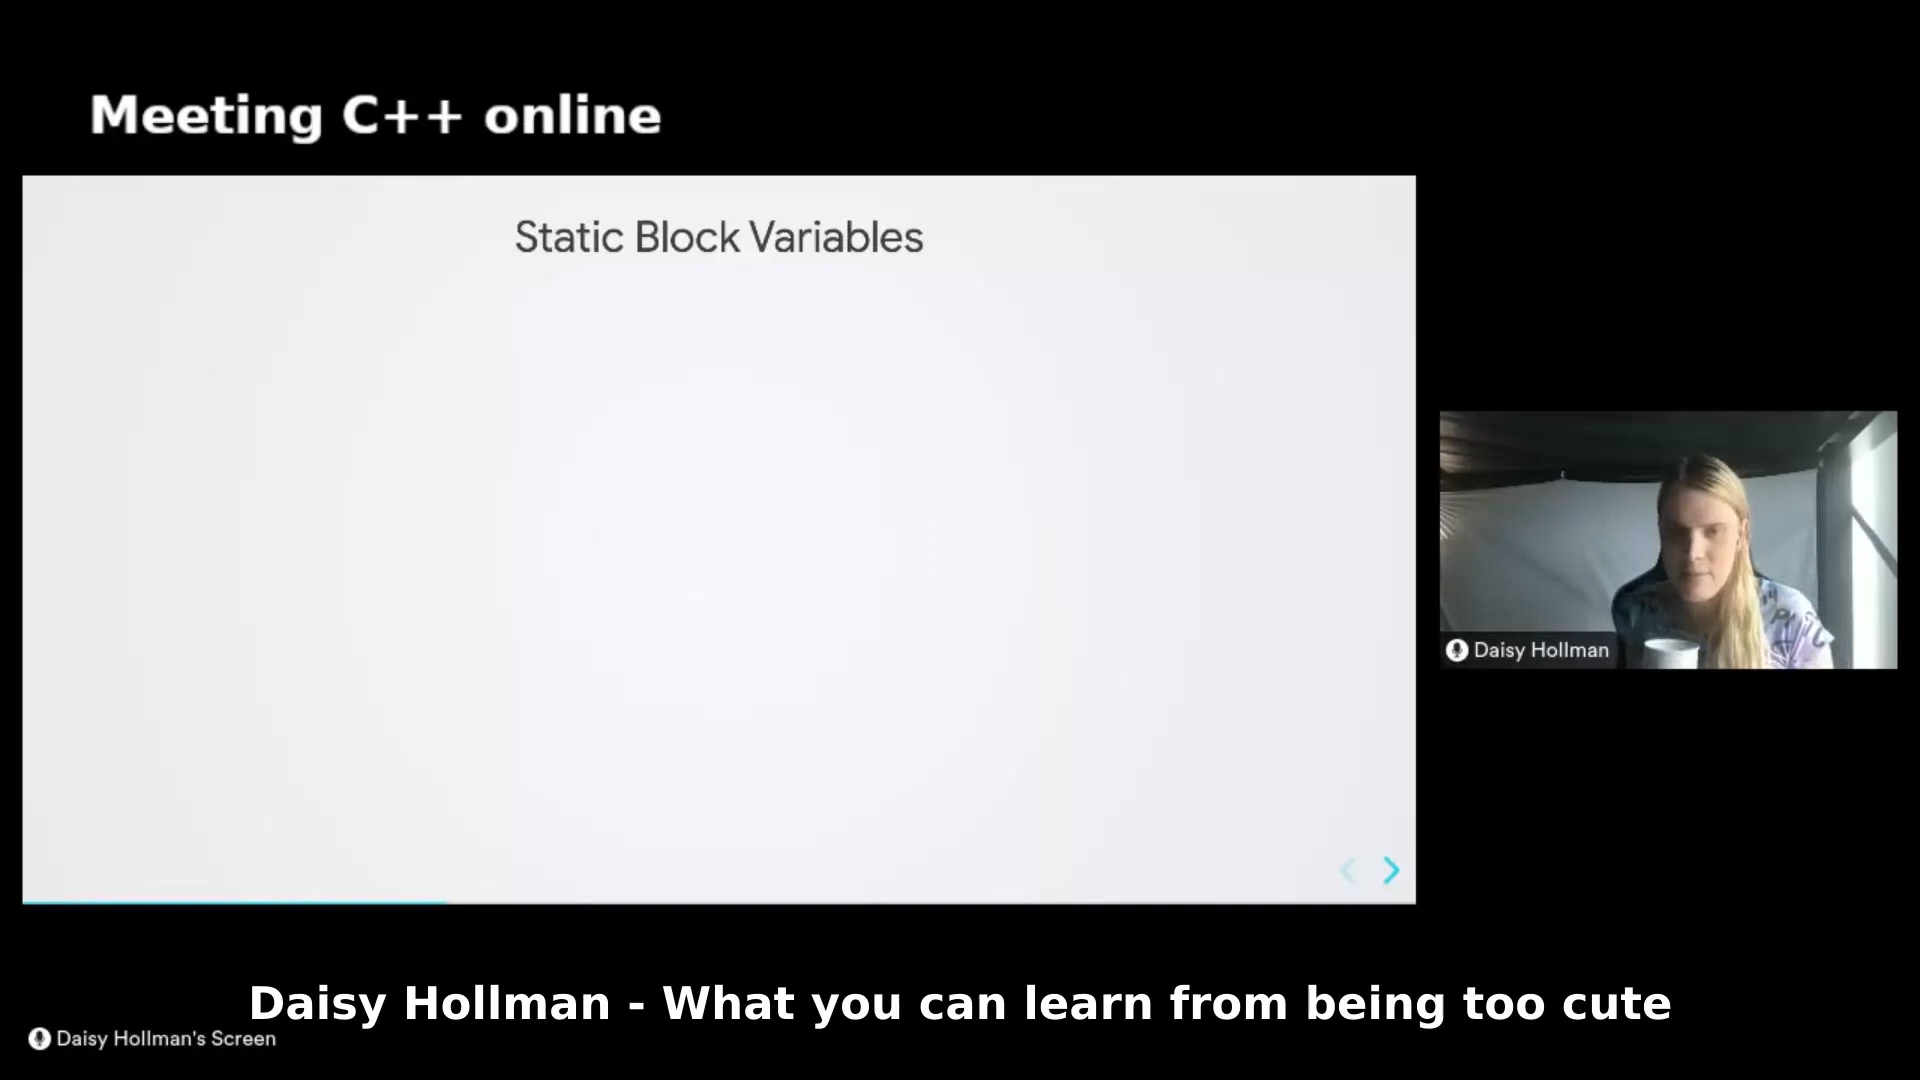 Meeting C++ online
Static Block Variables
Daisy Hollman
Daisy Hollman - What you can learn from being too cute
Daisy Hollman's Screen